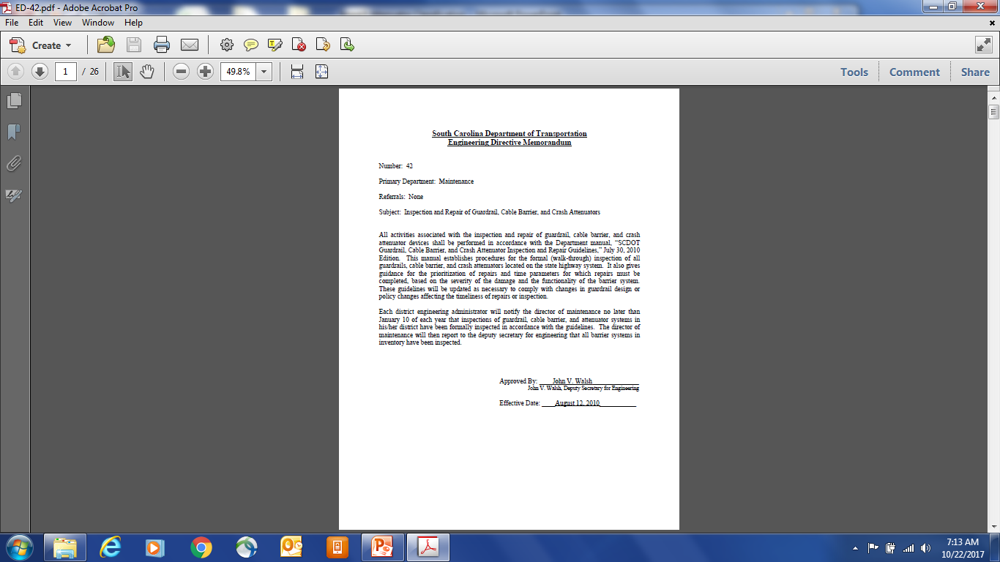 ED-42.pdf - Adobe Acrobat Pro
File Edit View Window Help
Create
1 / 26 49.8% Tools Comment Share
South Carolina Department of Transportation
Engineering Directive Memorandum
Number: 42
Primary Department: Maintenance
Referrals: None
Subject: Inspection and Repair of Guardrail, Cable Barrier, and Crash Attenuators
All activities associated with the inspection and repair of guardrail, cable barrier, and crash
attenuator devices shall be performed in accordance with the Department manual, “SCDOT
Guardrail, Cable Barrier, and Crash Attenuator Inspection and Repair Guidelines,” July 30, 2010
Edition. This manual establishes procedures for the formal (walk-through) inspection of all
guardrails, cable barrier, and crash attenuators located on the state highway system. It also gives
guidance for the prioritization of repairs and time parameters for which repairs must be
completed, based on the severity of the damage and the functionality of the barrier system.
These guidelines will be updated as necessary to comply with changes in guardrail design or
policy changes affecting the timeliness of repairs or inspection.
Each district engineering administrator will notify the director of maintenance no later than
January 10 of each year that inspections of guardrail, cable barrier, and attenuator systems in
his/her district have been formally inspected in accordance with the guidelines. The director of
maintenance will then report to the deputy secretary for engineering that all barrier systems in
inventory have been inspected.
Approved By: John V. Walsh
John V. Walsh, Deputy Secretary for Engineering
Effective Date: August 12, 2010
7:13 AM
10/22/2017